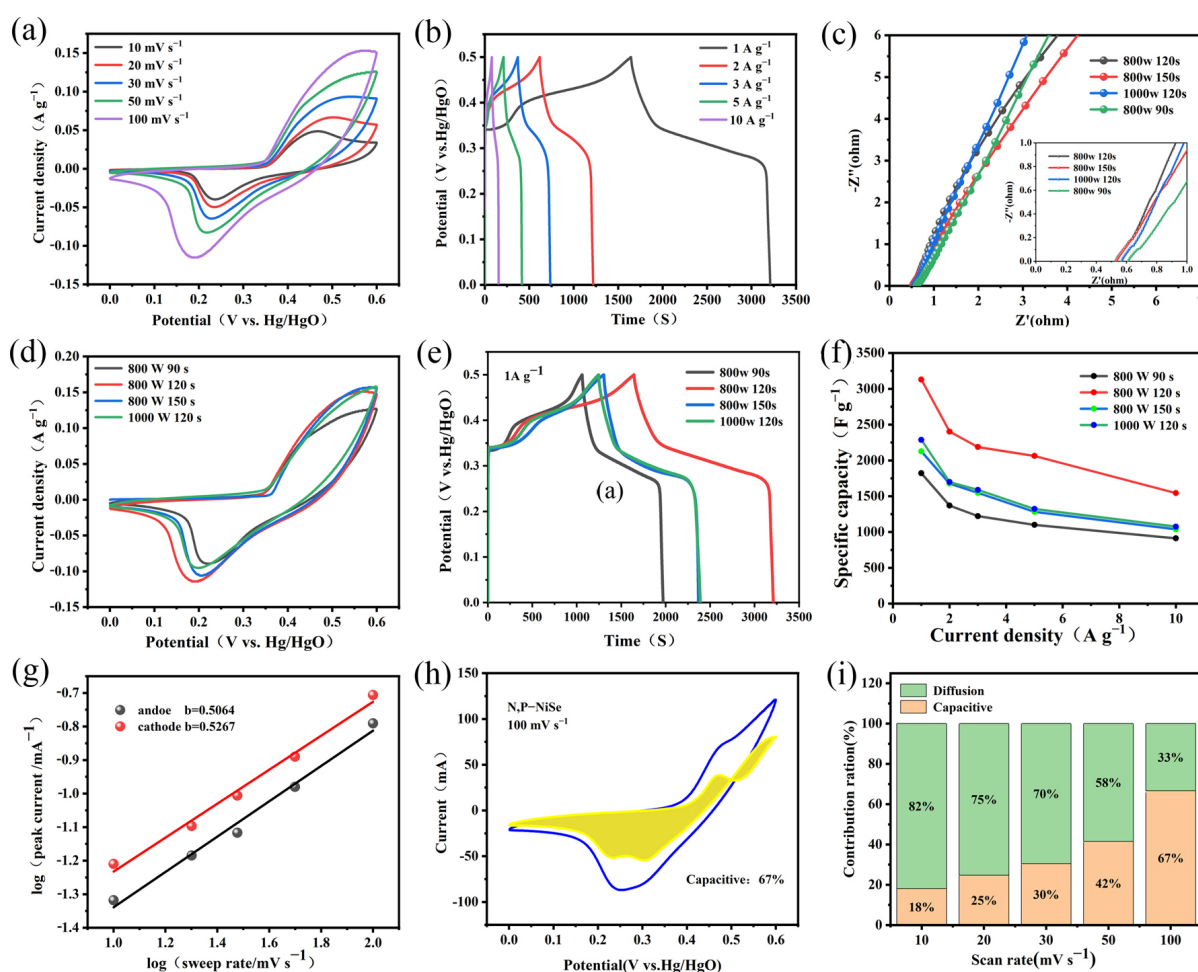 (a)
10 mV s⁻¹
20 mV s⁻¹
30 mV s⁻¹
50 mV s⁻¹
100 mV s⁻¹
Current density（A g⁻¹）
0.15
0.10
0.05
0.00
-0.05
-0.10
-0.15
0.0 0.1 0.2 0.3 0.4 0.5 0.6
Potential（V vs. Hg/HgO）
(b)
1 A g⁻¹
2 A g⁻¹
3 A g⁻¹
5 A g⁻¹
10 A g⁻¹
Potential（V vs.Hg/HgO）
0.5
0.4
0.3
0.2
0.1
0.0
0 500 1000 1500 2000 2500 3000 3500
Time（S）
(c)
800w 120s
800w 150s
1000w 120s
800w 90s
-Z''(ohm)
6
5
4
3
2
1
0
0 1 2 3 4 5 6 7
Z'(ohm)
800w 120s
800w 150s
1000w 120s
800w 90s
-Z''(ohm)
1.0
0.8
0.6
0.4
0.2
0.0
0.0 0.2 0.4 0.6 0.8 1.0
Z'(ohm)
(d)
800 W 90 s
800 W 120 s
800 W 150 s
1000 W 120 s
Current density（A g⁻¹）
0.20
0.15
0.10
0.05
0.00
-0.05
-0.10
-0.15
0.0 0.1 0.2 0.3 0.4 0.5 0.6
Potential（V vs. Hg/HgO）
(e)
1A g⁻¹
800w 90s
800w 120s
800w 150s
1000w 120s
(a)
Potential（V vs.Hg/HgO）
0.5
0.4
0.3
0.2
0.1
0.0
0 500 1000 1500 2000 2500 3000 3500
Time（S）
(f)
800 W 90 s
800 W 120 s
800 W 150 s
1000 W 120 s
Specific capacity（F g⁻¹）
3500
3000
2500
2000
1500
1000
500
0
0 2 4 6 8 10
Current density（A g⁻¹）
(g)
andoe b=0.5064
cathode b=0.5267
log（peak current /mA⁻¹）
-0.7
-0.8
-0.9
-1.0
-1.1
-1.2
-1.3
-1.4
1.0 1.2 1.4 1.6 1.8 2.0
log（sweep rate/mV s⁻¹）
(h)
N,P−NiSe
100 mV s⁻¹
Capacitive：67%
Current（mA）
150
100
50
0
-50
-100
0.0 0.1 0.2 0.3 0.4 0.5 0.6
Potential(V vs.Hg/HgO)
(i)
Diffusion
Capacitive
Contribution ration(%)
120
100
80
60
40
20
0
82% 75% 70% 58% 33%
18% 25% 30% 42% 67%
10 20 30 50 100
Scan rate(mV s⁻¹)